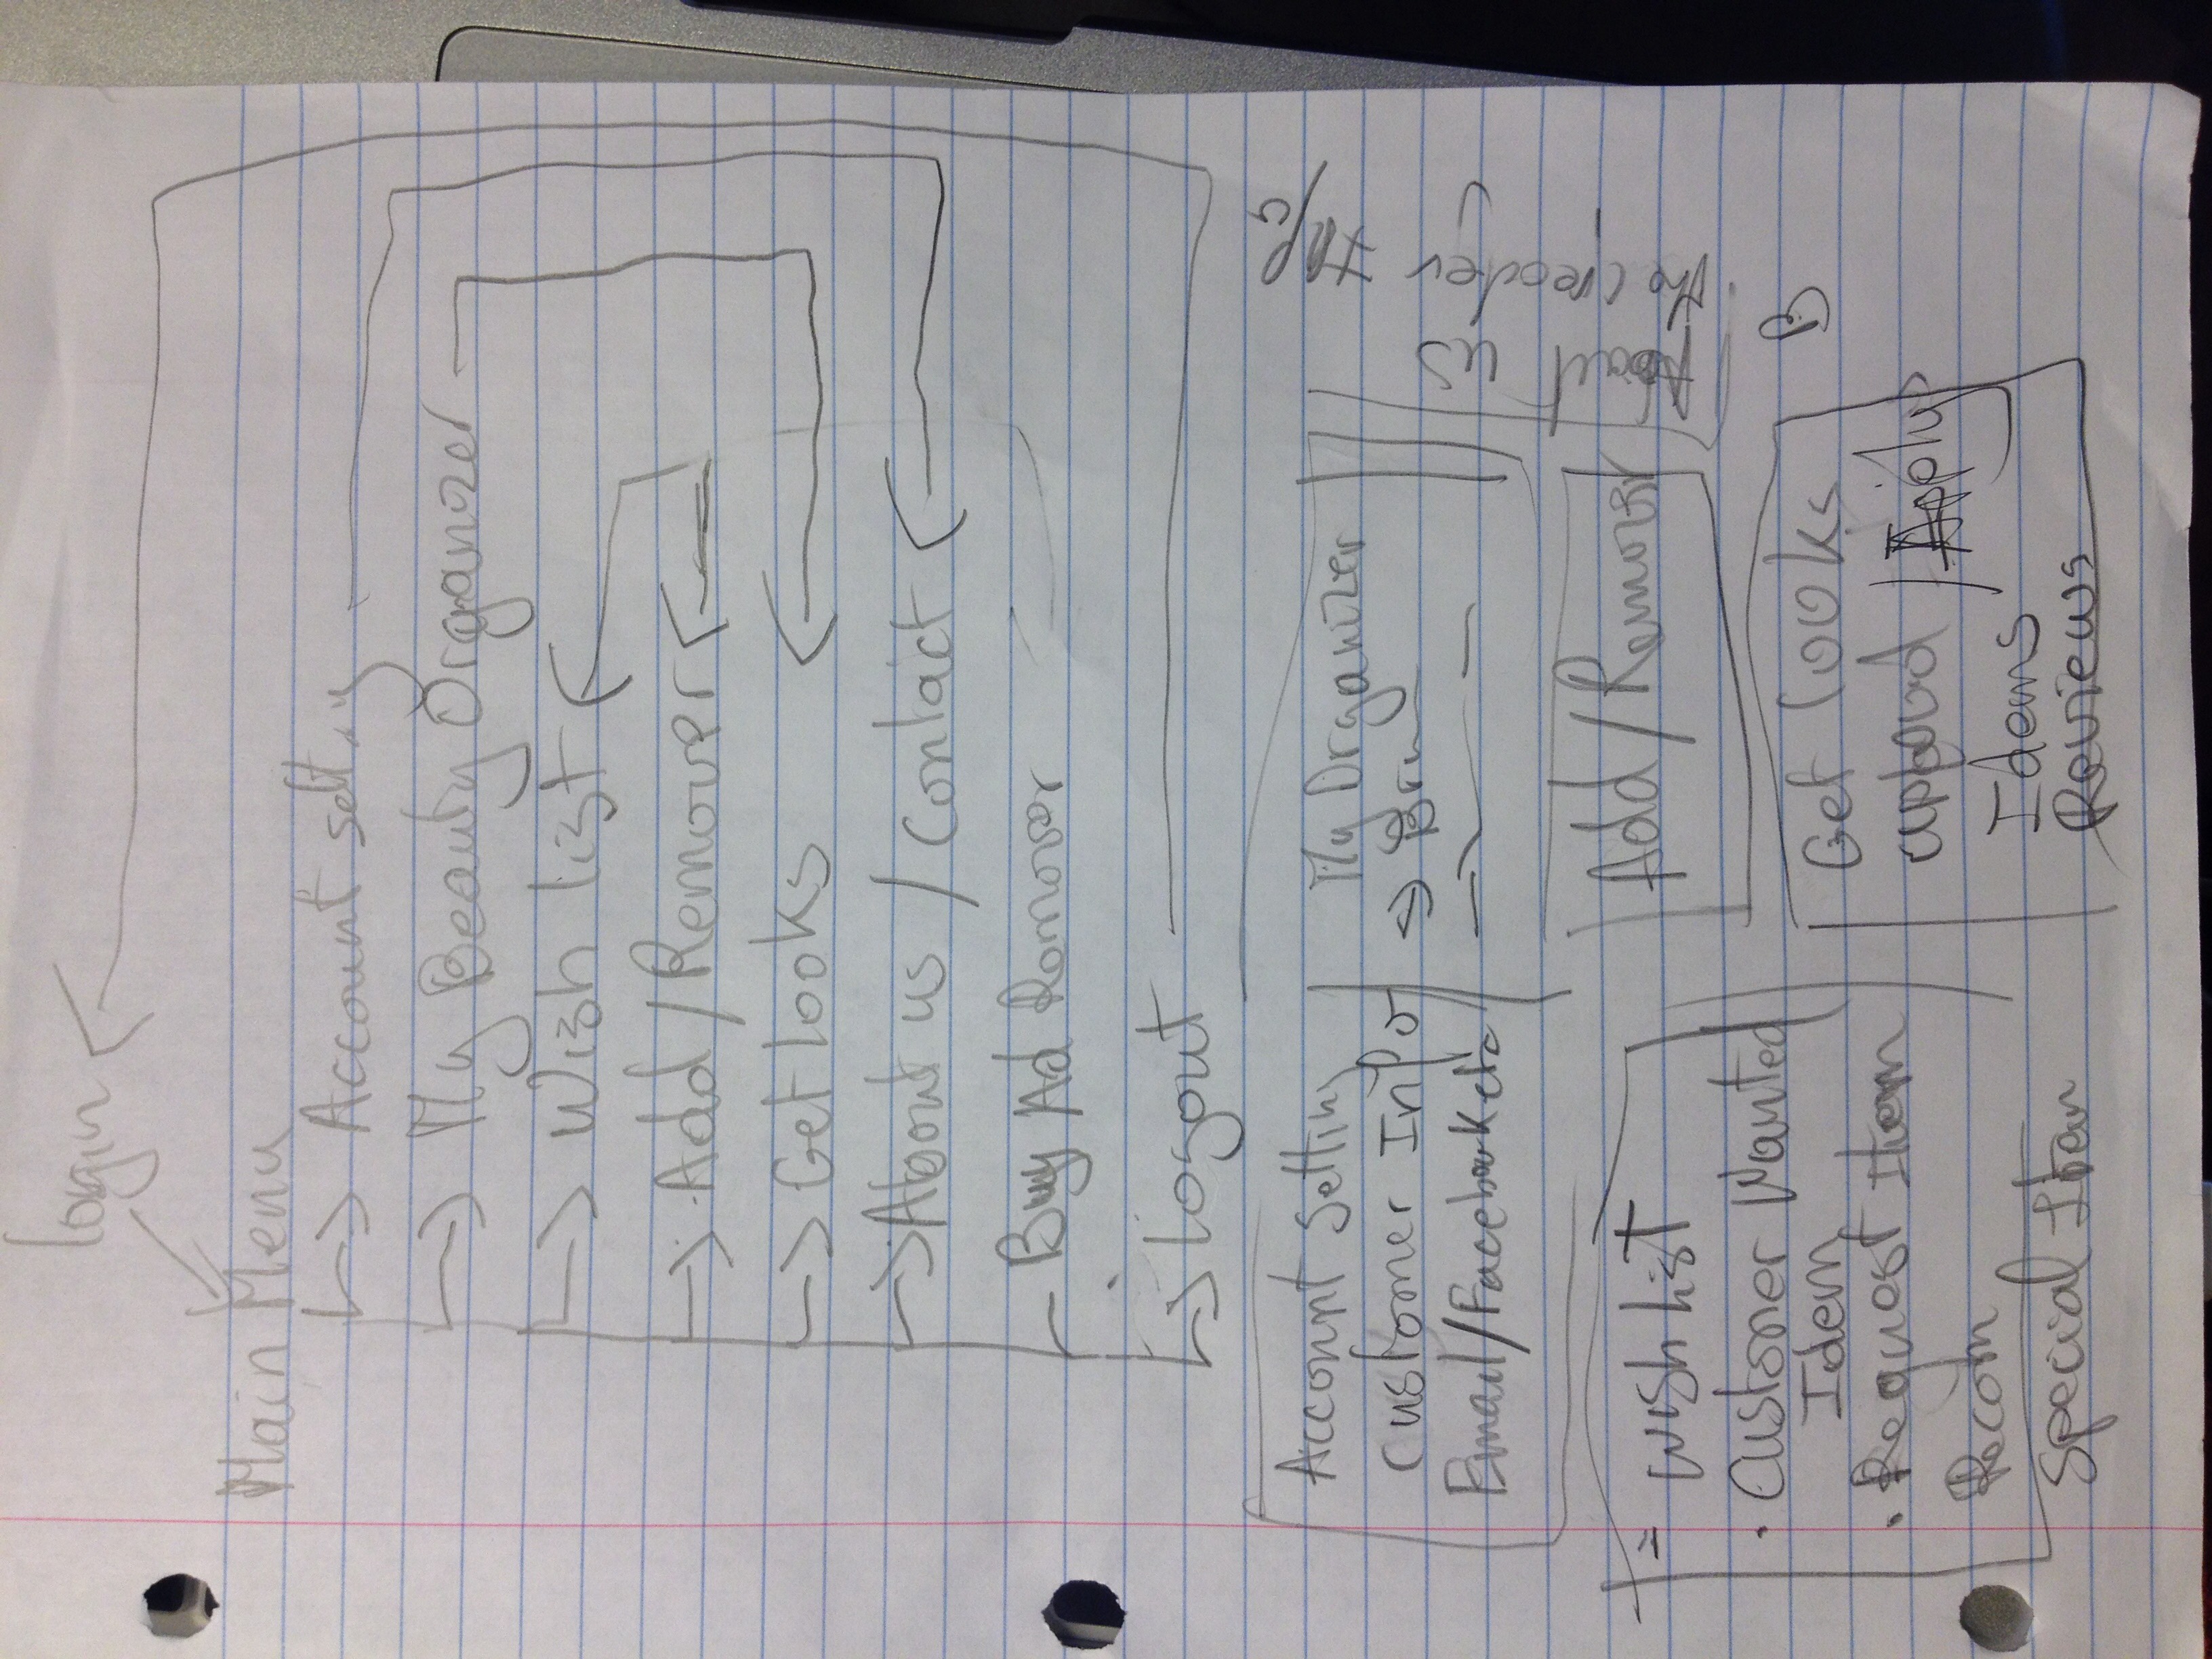 login
Main Menu
Account setting
My Beauty Organizer
Wish list
Add / Remover
Get looks
About us / Contact
Buy Ad Remover
logout
Account Setting
Customer Info
Email/Facebook etc
My Organizer
About us
the creader Info
Wish list
Customer Wanted
Idem
Request Item
Recom
Special Item
Add / Remover
Get looks
upload / Apply
Idems
Reviews
B